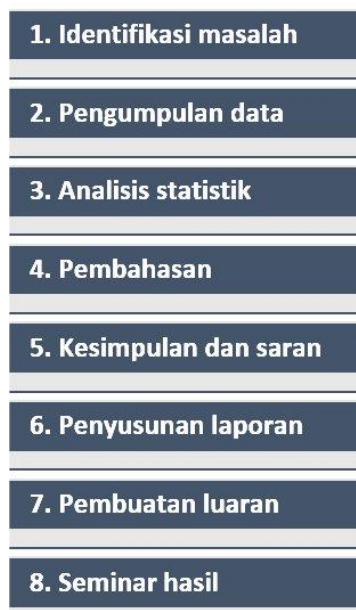 1. Identifikasi masalah
2. Pengumpulan data
3. Analisis statistik
4. Pembahasan
5. Kesimpulan dan saran
6. Penyusunan laporan
7. Pembuatan luaran
8. Seminar hasil